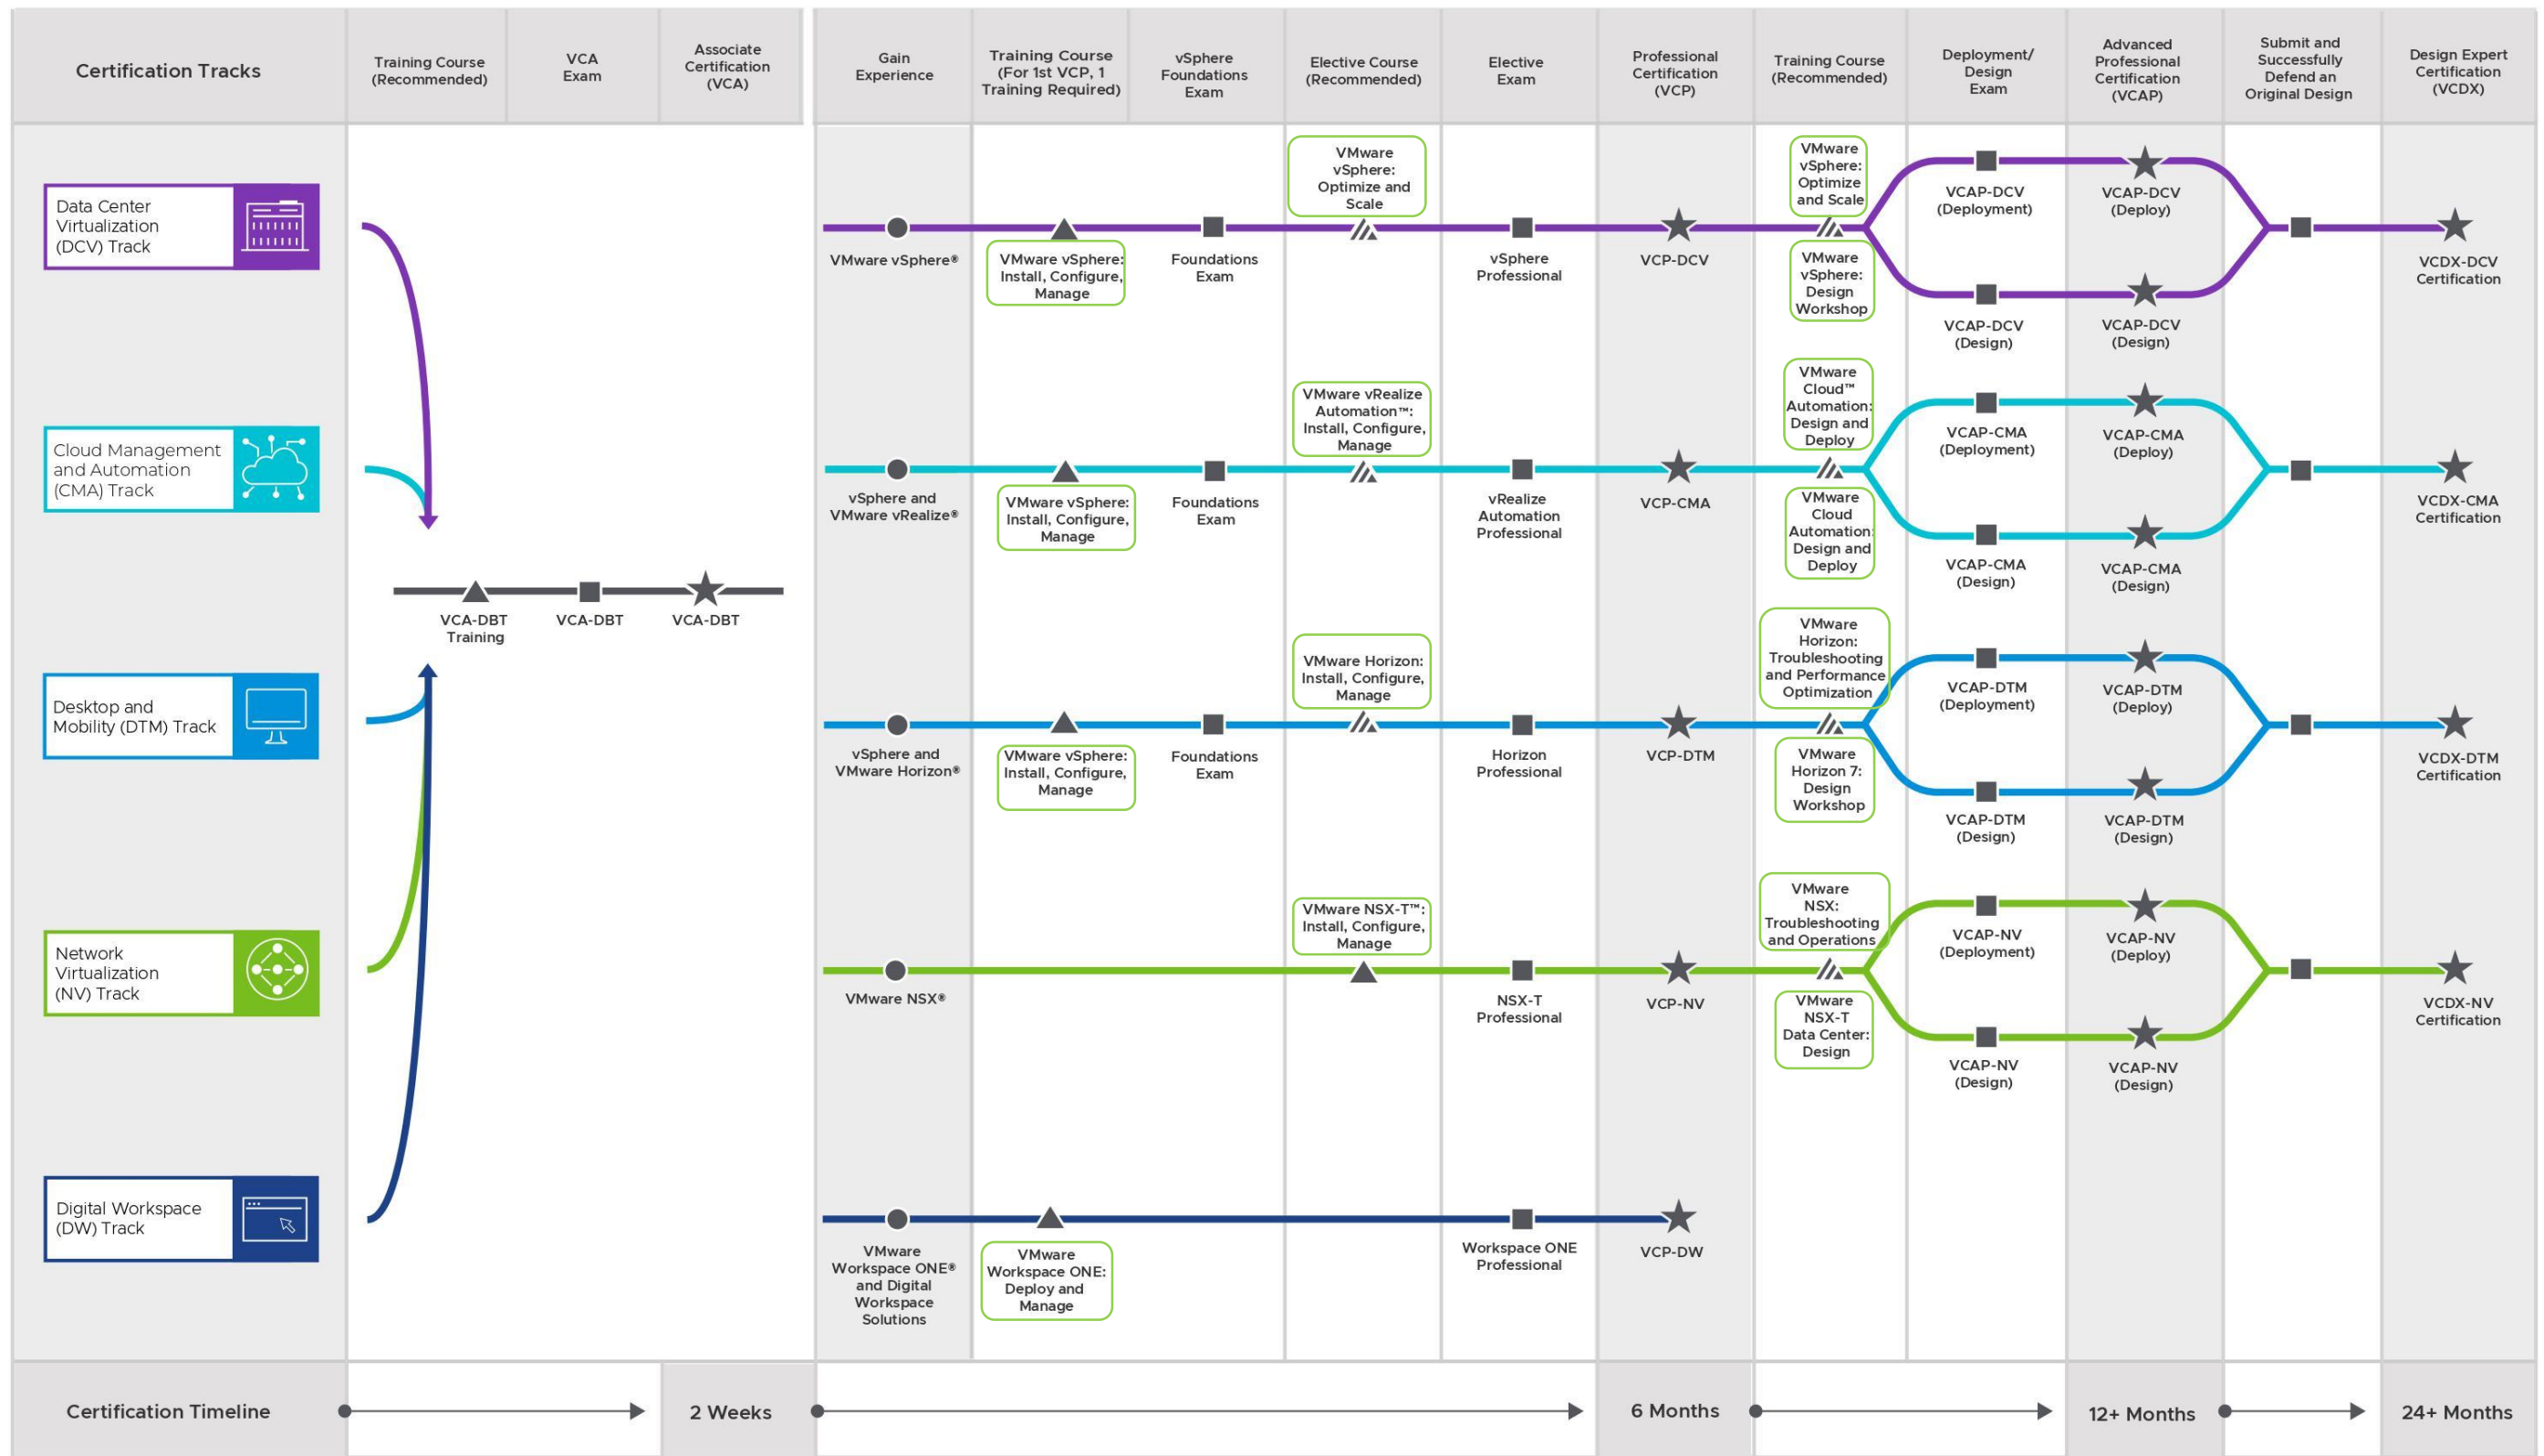 Certification Tracks
Training Course
(Recommended)
VCA
Exam
Associate
Certification
(VCA)
Gain
Experience
Training Course
(For 1st VCP, 1
Training Required)
vSphere
Foundations
Exam
Elective Course
(Recommended)
Elective
Exam
Professional
Certification
(VCP)
Training Course
(Recommended)
Deployment/
Design
Exam
Advanced
Professional
Certification
(VCAP)
Submit and
Successfully
Defend an
Original Design
Design Expert
Certification
(VCDX)
Data Center
Virtualization
(DCV) Track
VMware vSphere®
VMware vSphere:
Install, Configure,
Manage
Foundations
Exam
VMware
vSphere:
Optimize and
Scale
vSphere
Professional
VCP-DCV
VMware
vSphere:
Optimize
and Scale
VMware
vSphere:
Design
Workshop
VCAP-DCV
(Deployment)
VCAP-DCV
(Deploy)
VCAP-DCV
(Design)
VCAP-DCV
(Design)
VCDX-DCV
Certification
Cloud Management
and Automation
(CMA) Track
vSphere and
VMware vRealize®
VMware vSphere:
Install, Configure,
Manage
Foundations
Exam
VMware vRealize
Automation™:
Install, Configure,
Manage
vRealize
Automation
Professional
VCP-CMA
VMware
Cloud™
Automation:
Design and
Deploy
VMware
Cloud
Automation:
Design and
Deploy
VCAP-CMA
(Deployment)
VCAP-CMA
(Deploy)
VCAP-CMA
(Design)
VCAP-CMA
(Design)
VCDX-CMA
Certification
VCA-DBT
Training
VCA-DBT
VCA-DBT
Desktop and
Mobility (DTM) Track
vSphere and
VMware Horizon®
VMware vSphere:
Install, Configure,
Manage
Foundations
Exam
VMware Horizon:
Install, Configure,
Manage
Horizon
Professional
VCP-DTM
VMware
Horizon:
Troubleshooting
and Performance
Optimization
VMware
Horizon 7:
Design
Workshop
VCAP-DTM
(Deployment)
VCAP-DTM
(Deploy)
VCAP-DTM
(Design)
VCAP-DTM
(Design)
VCDX-DTM
Certification
Network
Virtualization
(NV) Track
VMware NSX®
VMware NSX-T™:
Install, Configure,
Manage
NSX-T
Professional
VCP-NV
VMware
NSX:
Troubleshooting
and Operations
VMware
NSX-T
Data Center:
Design
VCAP-NV
(Deployment)
VCAP-NV
(Deploy)
VCAP-NV
(Design)
VCAP-NV
(Design)
VCDX-NV
Certification
Digital Workspace
(DW) Track
VMware
Workspace ONE®
and Digital
Workspace
Solutions
VMware
Workspace ONE:
Deploy and
Manage
Workspace ONE
Professional
VCP-DW
Certification Timeline
2 Weeks
6 Months
12+ Months
24+ Months